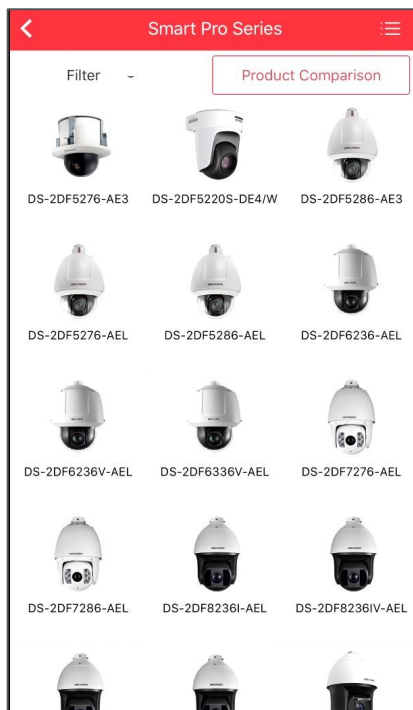 Smart Pro Series
Filter
Product Comparison
DS-2DF5276-AE3 DS-2DF5220S-DE4/W DS-2DF5286-AE3
DS-2DF5276-AEL DS-2DF5286-AEL DS-2DF6236-AEL
DS-2DF6236V-AEL DS-2DF6336V-AEL DS-2DF7276-AEL
DS-2DF7286-AEL DS-2DF8236I-AEL DS-2DF8236IV-AEL